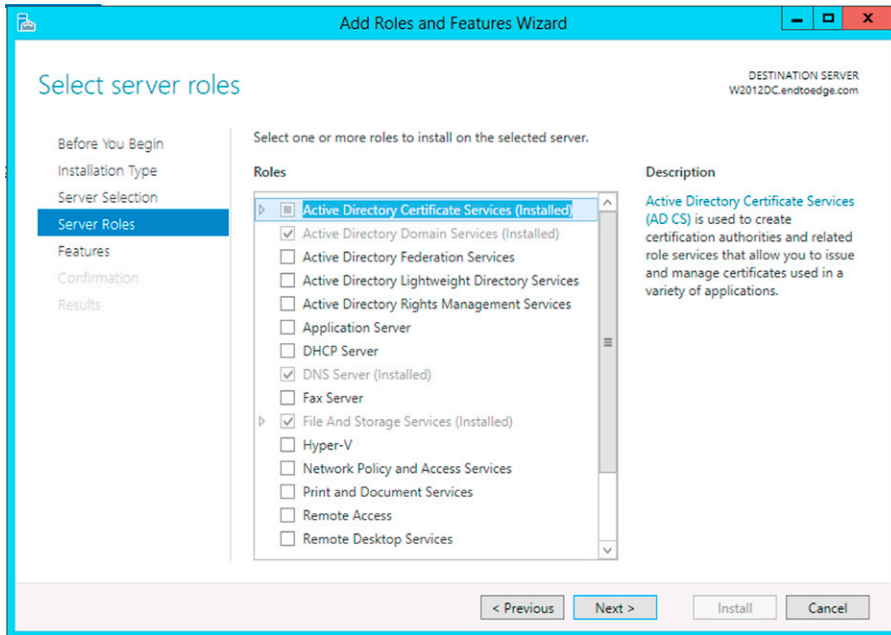 Add Roles and Features Wizard
Select server roles
DESTINATION SERVER
W2012DC.endtoedge.com
Before You Begin
Installation Type
Server Selection
Server Roles
Features
Confirmation
Results
Select one or more roles to install on the selected server.
Roles
Active Directory Certificate Services (Installed)
Active Directory Domain Services (Installed)
Active Directory Federation Services
Active Directory Lightweight Directory Services
Active Directory Rights Management Services
Application Server
DHCP Server
DNS Server (Installed)
Fax Server
File And Storage Services (Installed)
Hyper-V
Network Policy and Access Services
Print and Document Services
Remote Access
Remote Desktop Services
Description
Active Directory Certificate Services
(AD CS) is used to create
certification authorities and related
role services that allow you to issue
and manage certificates used in a
variety of applications.
< Previous
Next >
Install
Cancel